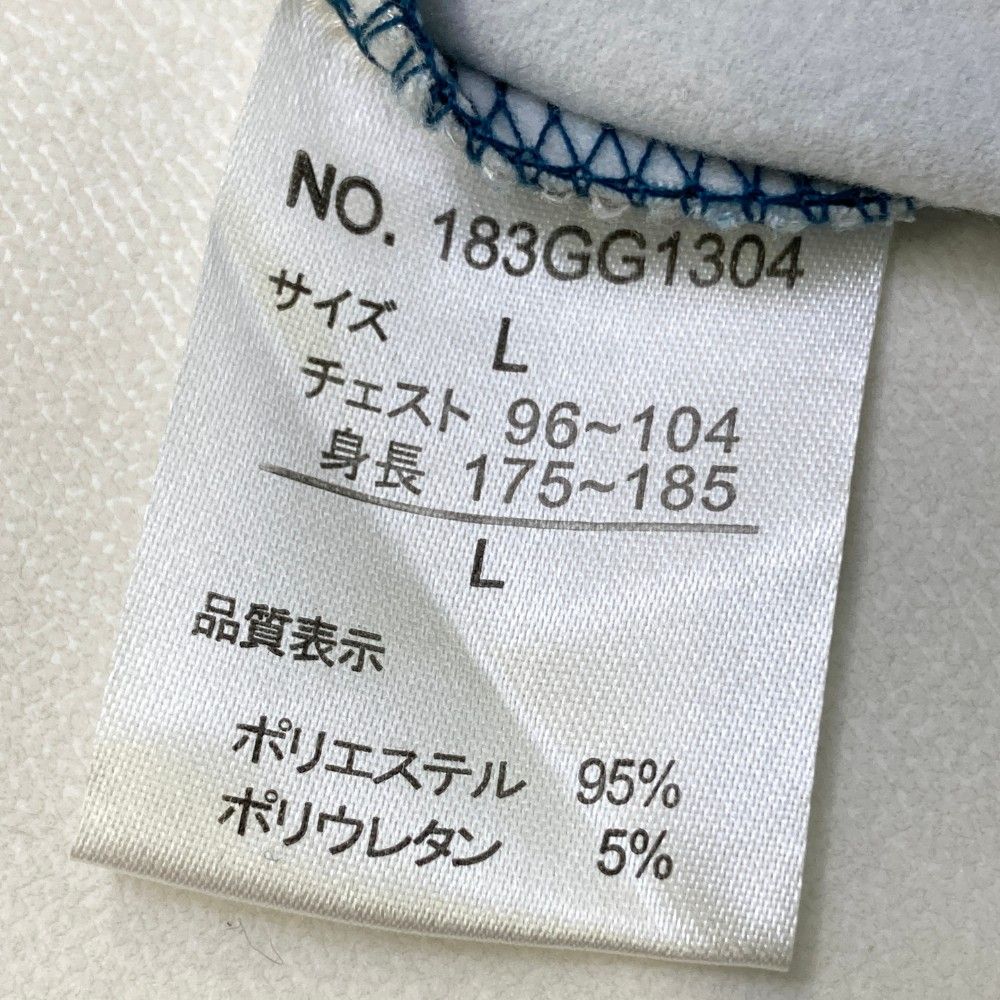 NO. 183GG1304
サイズ L
チェスト 96~104
身長 175~185
L
品質表示
ポリエステル 95%
ポリウレタン 5%